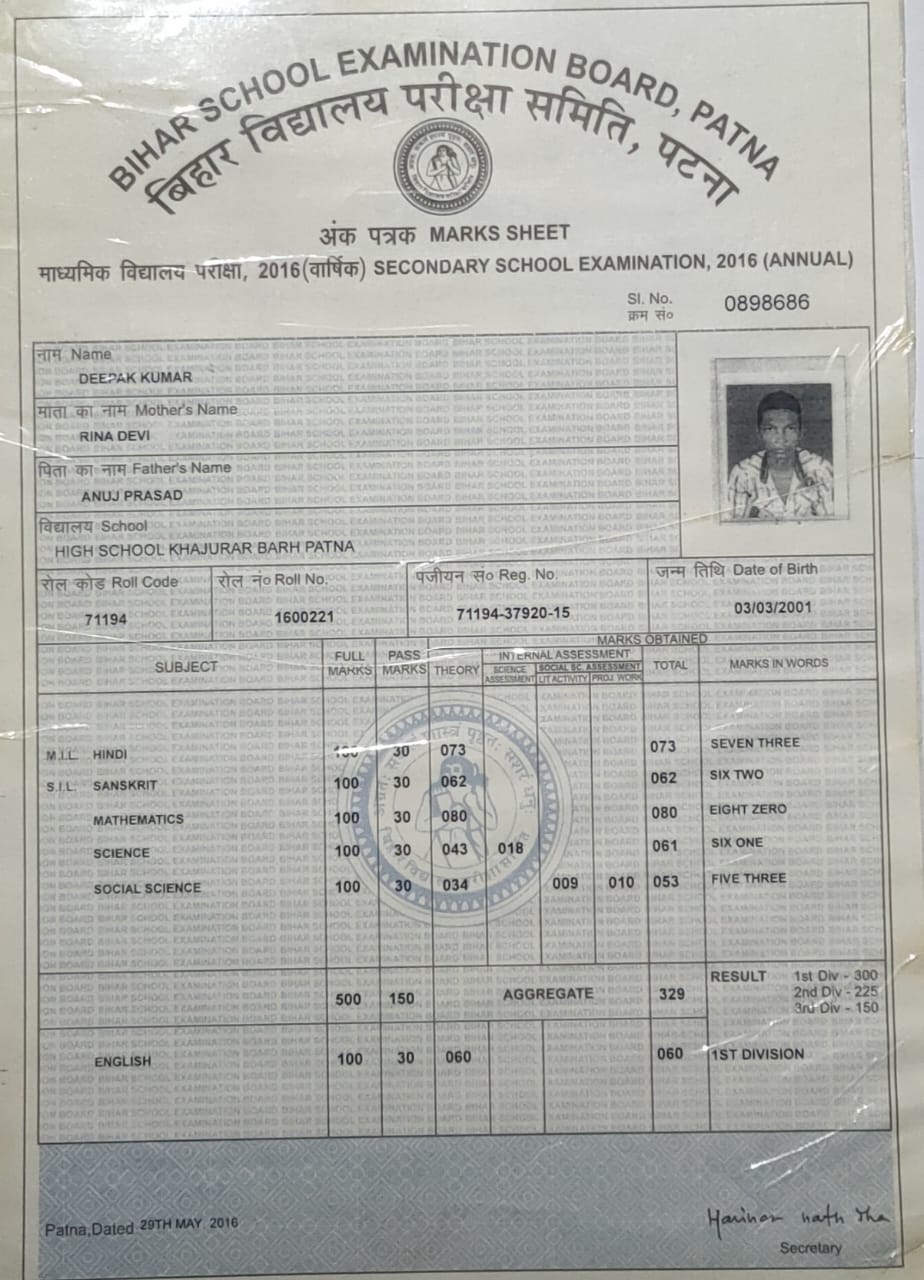 BIHAR SCHOOL EXAMINATION BOARD, PATNA
बिहार विद्यालय परीक्षा समिति, पटना
अंक पत्रक MARKS SHEET
माध्यमिक विद्यालय परीक्षा, 2016(वार्षिक) SECONDARY SCHOOL EXAMINATION, 2016 (ANNUAL)
Sl. No. 0898686
क्रम सं०
नाम Name
DEEPAK KUMAR
माता का नाम Mother's Name
RINA DEVI
पिता का नाम Father's Name
ANUJ PRASAD
विद्यालय School
HIGH SCHOOL KHAJURAR BARH PATNA
रोल कोड Roll Code रोल नं० Roll No. पंजीयन सं० Reg. No. जन्म तिथि Date of Birth
71194 1600221 71194-37920-15 03/03/2001
MARKS OBTAINED
SUBJECT FULL MARKS PASS MARKS THEORY INTERNAL ASSESSMENT TOTAL MARKS IN WORDS
SCIENCE ASSESSMENT SOCIAL SC. ASSESSMENT
LIT ACTIVITY PROJ. WORK
M.I.L. HINDI 100 30 073 073 SEVEN THREE
S.I.L. SANSKRIT 100 30 062 062 SIX TWO
MATHEMATICS 100 30 080 080 EIGHT ZERO
SCIENCE 100 30 043 018 061 SIX ONE
SOCIAL SCIENCE 100 30 034 009 010 053 FIVE THREE
500 150 AGGREGATE 329 RESULT 1st Div - 300
2nd Div - 225
3rd Div - 150
ENGLISH 100 30 060 060 1ST DIVISION
Patna,Dated 29TH MAY 2016
Secretary